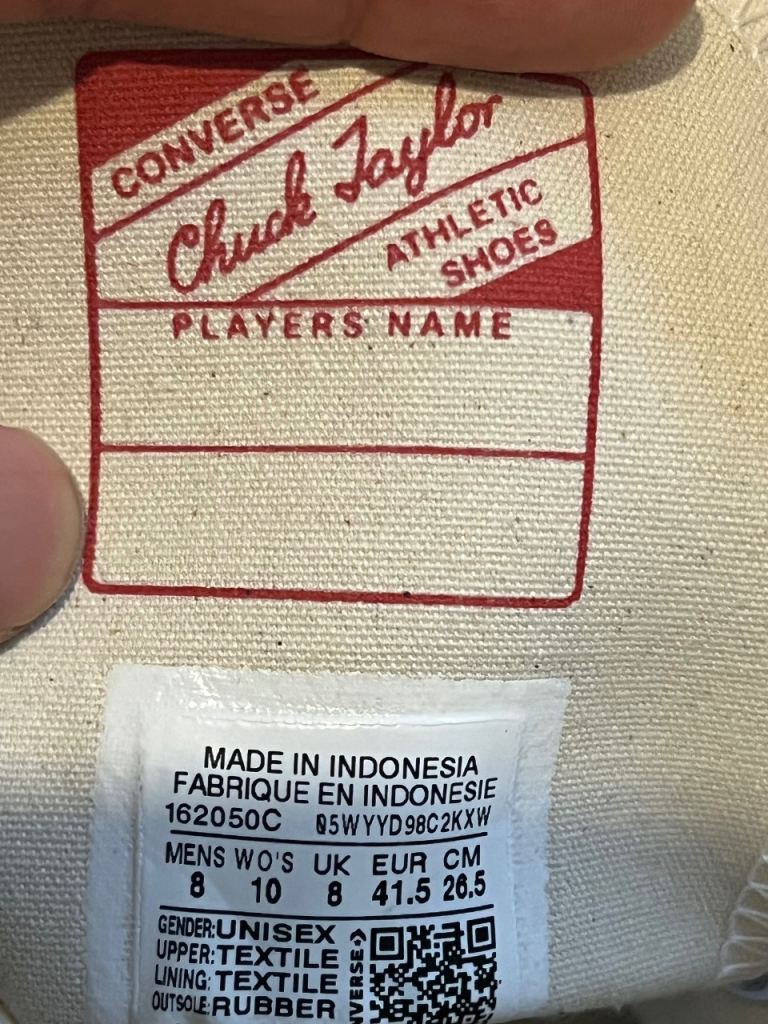 CONVERSE
Chuck Taylor
ATHLETIC
SHOES
PLAYERS NAME
MADE IN INDONESIA
FABRIQUE EN INDONESIE
162050C 05WYYD98C2KXW
MENS WO'S UK EUR CM
8 10 8 41.5 26.5
GENDER:UNISEX
UPPER:TEXTILE
LINING:TEXTILE
OUTSOLE:RUBBER